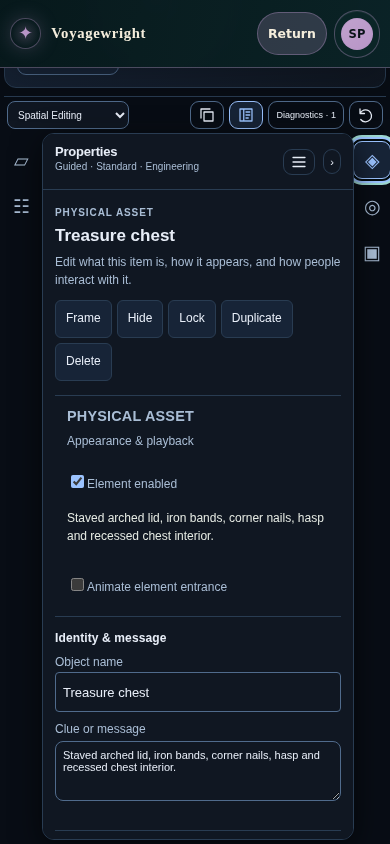 Voyagewright
Return
SP
Spatial Editing
Diagnostics · 1
Properties
Guided · Standard · Engineering
PHYSICAL ASSET
Treasure chest
Edit what this item is, how it appears, and how people
interact with it.
Frame
Hide
Lock
Duplicate
Delete
PHYSICAL ASSET
Appearance & playback
Element enabled
Staved arched lid, iron bands, corner nails, hasp
and recessed chest interior.
Animate element entrance
Identity & message
Object name
Treasure chest
Clue or message
Staved arched lid, iron bands, corner nails, hasp and
recessed chest interior.